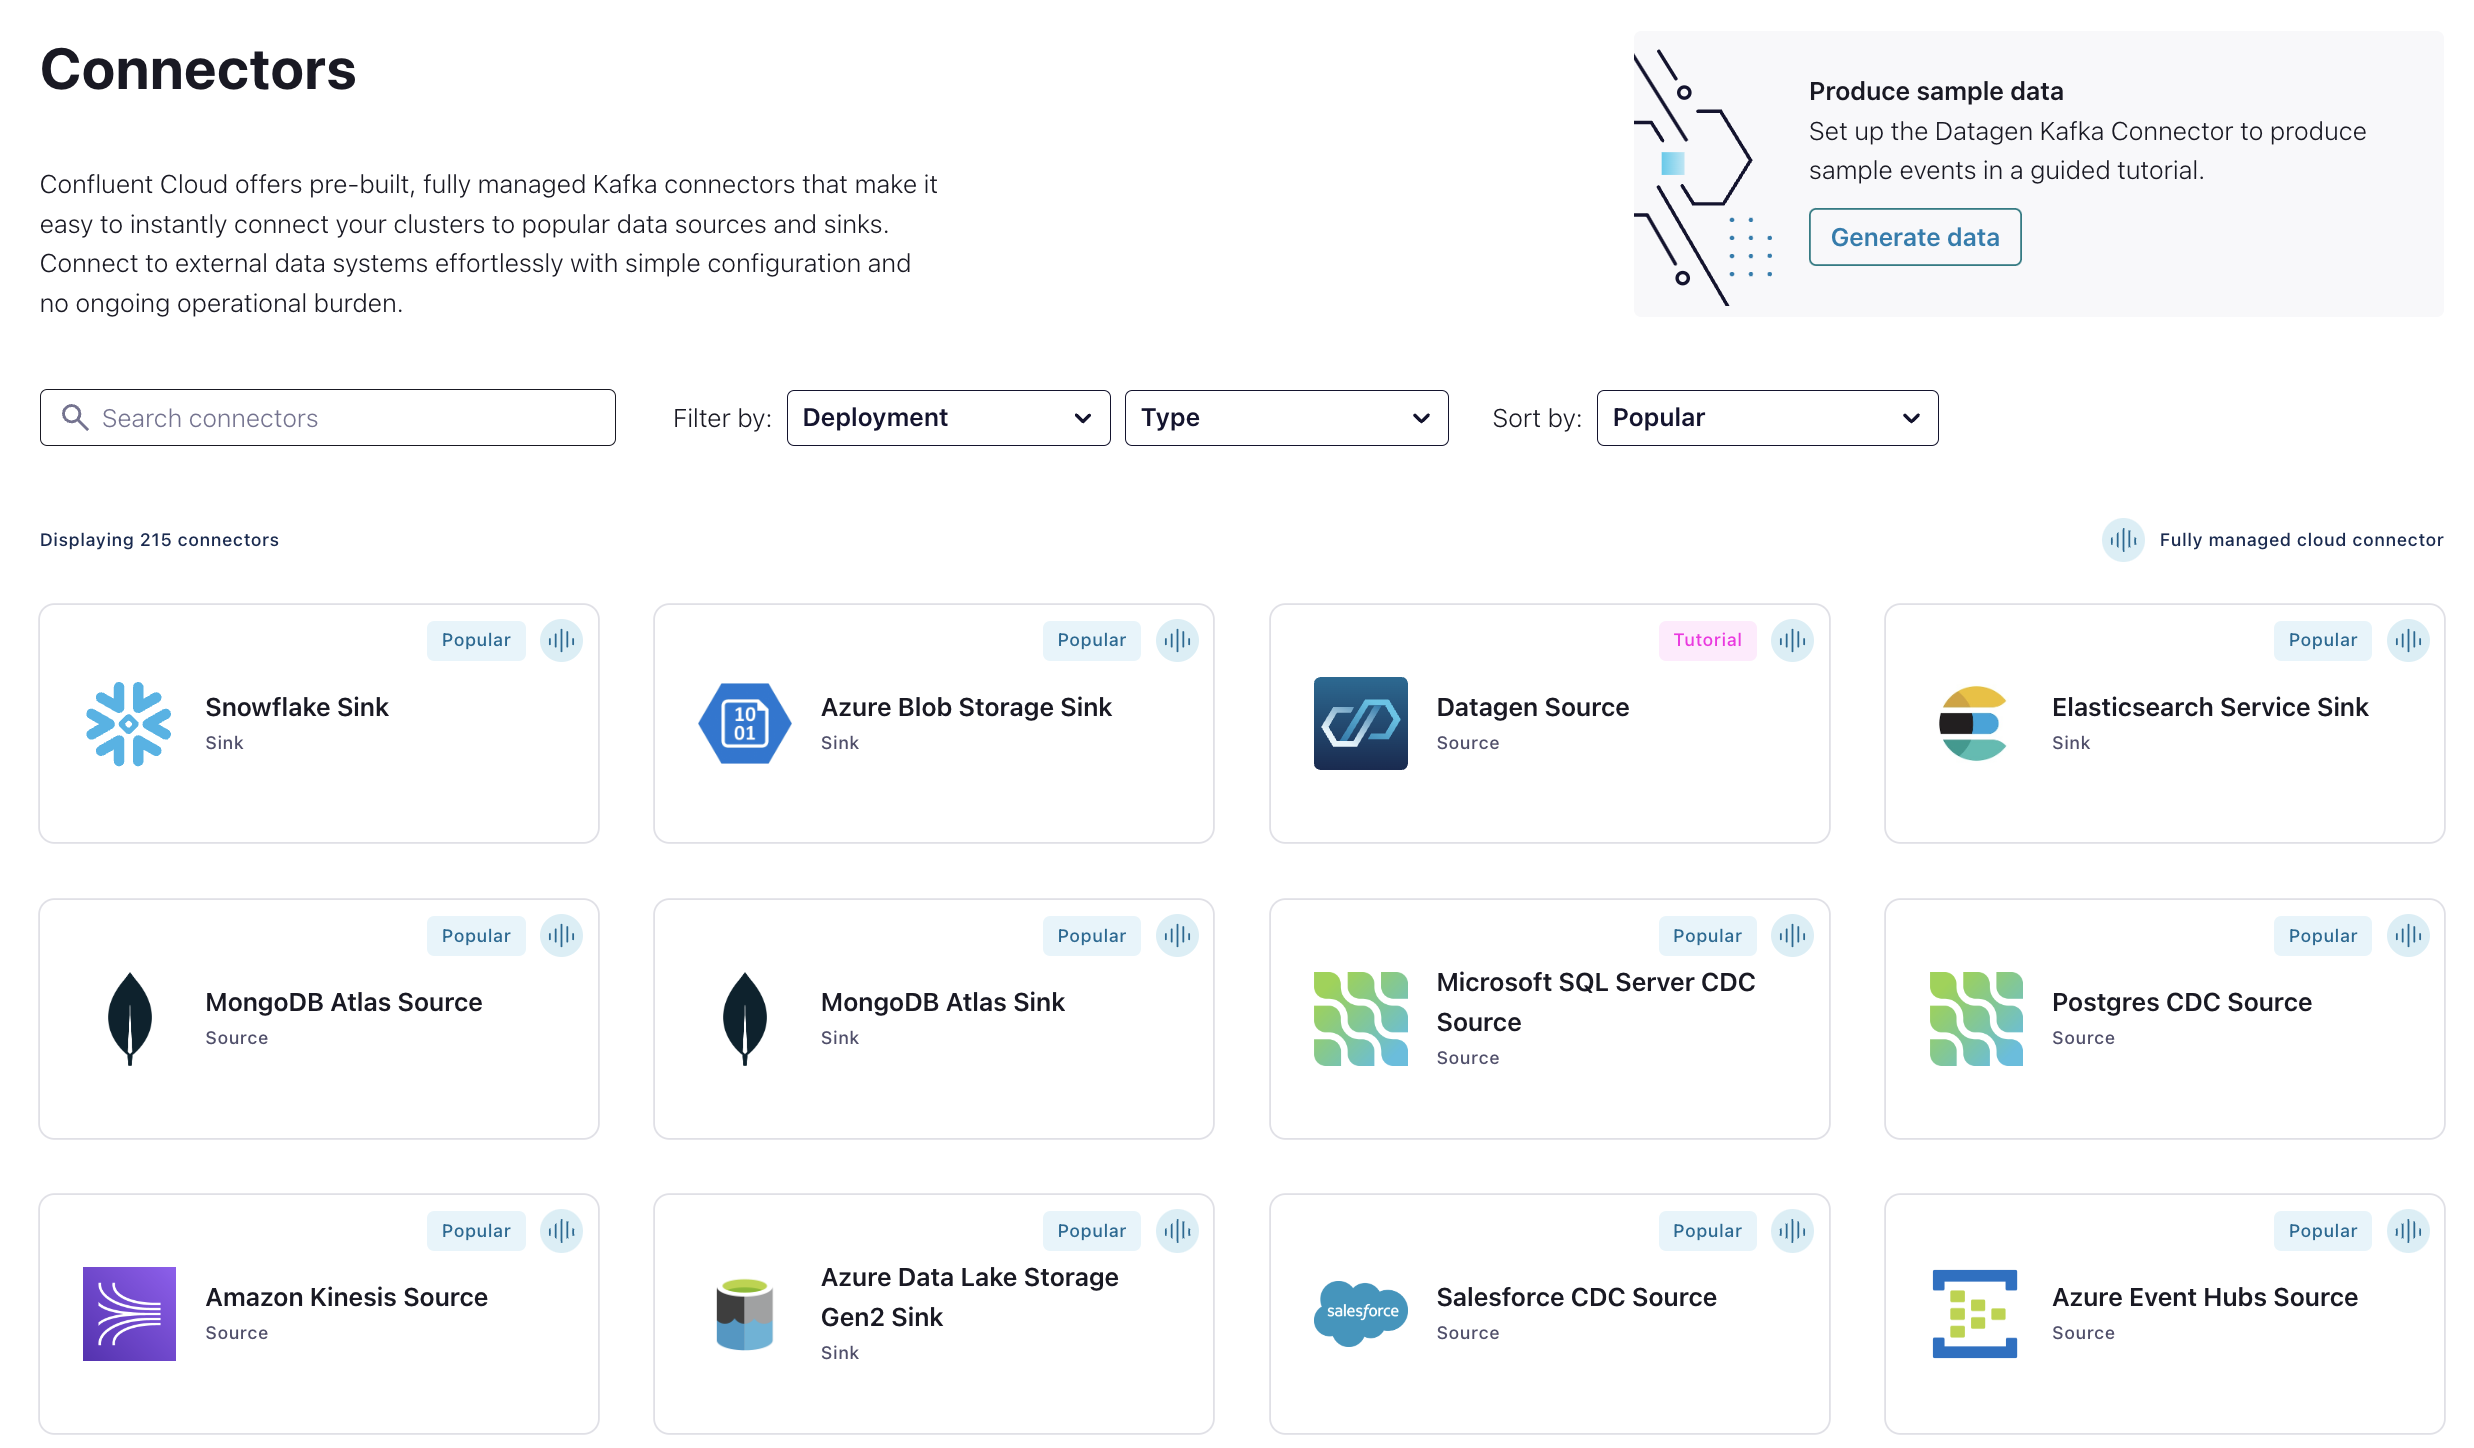 Connectors
Confluent Cloud offers pre-built, fully managed Kafka connectors that make it
easy to instantly connect your clusters to popular data sources and sinks.
Connect to external data systems effortlessly with simple configuration and
no ongoing operational burden.
Produce sample data
Set up the Datagen Kafka Connector to produce
sample events in a guided tutorial.
Generate data
Search connectors
Filter by:
Deployment
Type
Sort by:
Popular
Displaying 215 connectors
Fully managed cloud connector
Popular
Snowflake Sink
Sink
Popular
10
01
Azure Blob Storage Sink
Sink
Tutorial
Datagen Source
Source
Popular
Elasticsearch Service Sink
Sink
Popular
MongoDB Atlas Source
Source
Popular
MongoDB Atlas Sink
Sink
Popular
Microsoft SQL Server CDC
Source
Source
Popular
Postgres CDC Source
Source
Popular
Amazon Kinesis Source
Source
Popular
Azure Data Lake Storage
Gen2 Sink
Sink
Popular
salesforce
Salesforce CDC Source
Source
Popular
Azure Event Hubs Source
Source